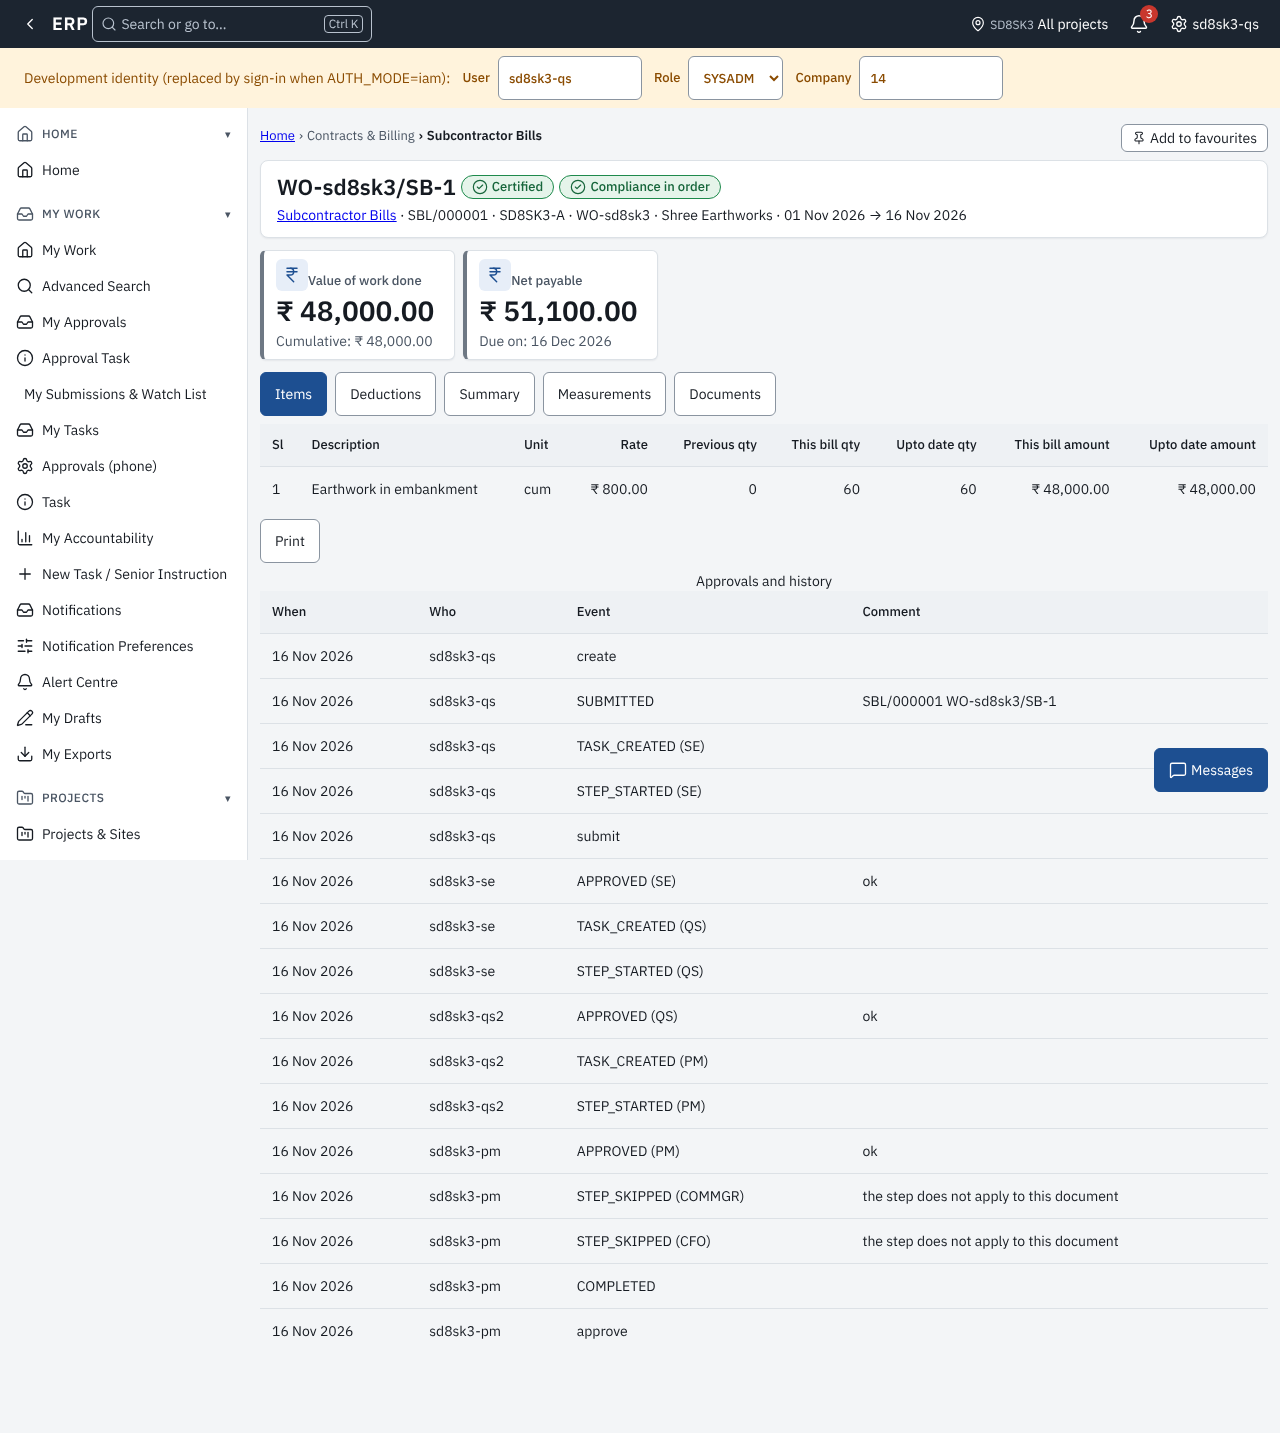 ERP Search or go to... Ctrl K SD8SK3 All projects 3 sd8sk3-qs
Development identity (replaced by sign-in when AUTH_MODE=iam): User sd8sk3-qs Role SYSADM Company 14
HOME
Home
MY WORK
My Work
Advanced Search
My Approvals
Approval Task
My Submissions & Watch List
My Tasks
Approvals (phone)
Task
My Accountability
New Task / Senior Instruction
Notifications
Notification Preferences
Alert Centre
My Drafts
My Exports
PROJECTS
Projects & Sites
Home › Contracts & Billing › Subcontractor Bills
Add to favourites
WO-sd8sk3/SB-1 Certified Compliance in order
Subcontractor Bills · SBL/000001 · SD8SK3-A · WO-sd8sk3 · Shree Earthworks · 01 Nov 2026 → 16 Nov 2026
₹ Value of work done
₹ 48,000.00
Cumulative: ₹ 48,000.00
₹ Net payable
₹ 51,100.00
Due on: 16 Dec 2026
Items Deductions Summary Measurements Documents
Sl Description Unit Rate Previous qty This bill qty Upto date qty This bill amount Upto date amount
1 Earthwork in embankment cum ₹ 800.00 0 60 60 ₹ 48,000.00 ₹ 48,000.00
Print
Approvals and history
When Who Event Comment
16 Nov 2026 sd8sk3-qs create
16 Nov 2026 sd8sk3-qs SUBMITTED SBL/000001 WO-sd8sk3/SB-1
16 Nov 2026 sd8sk3-qs TASK_CREATED (SE)
Messages
16 Nov 2026 sd8sk3-qs STEP_STARTED (SE)
16 Nov 2026 sd8sk3-qs submit
16 Nov 2026 sd8sk3-se APPROVED (SE) ok
16 Nov 2026 sd8sk3-se TASK_CREATED (QS)
16 Nov 2026 sd8sk3-se STEP_STARTED (QS)
16 Nov 2026 sd8sk3-qs2 APPROVED (QS) ok
16 Nov 2026 sd8sk3-qs2 TASK_CREATED (PM)
16 Nov 2026 sd8sk3-qs2 STEP_STARTED (PM)
16 Nov 2026 sd8sk3-pm APPROVED (PM) ok
16 Nov 2026 sd8sk3-pm STEP_SKIPPED (COMMGR) the step does not apply to this document
16 Nov 2026 sd8sk3-pm STEP_SKIPPED (CFO) the step does not apply to this document
16 Nov 2026 sd8sk3-pm COMPLETED
16 Nov 2026 sd8sk3-pm approve